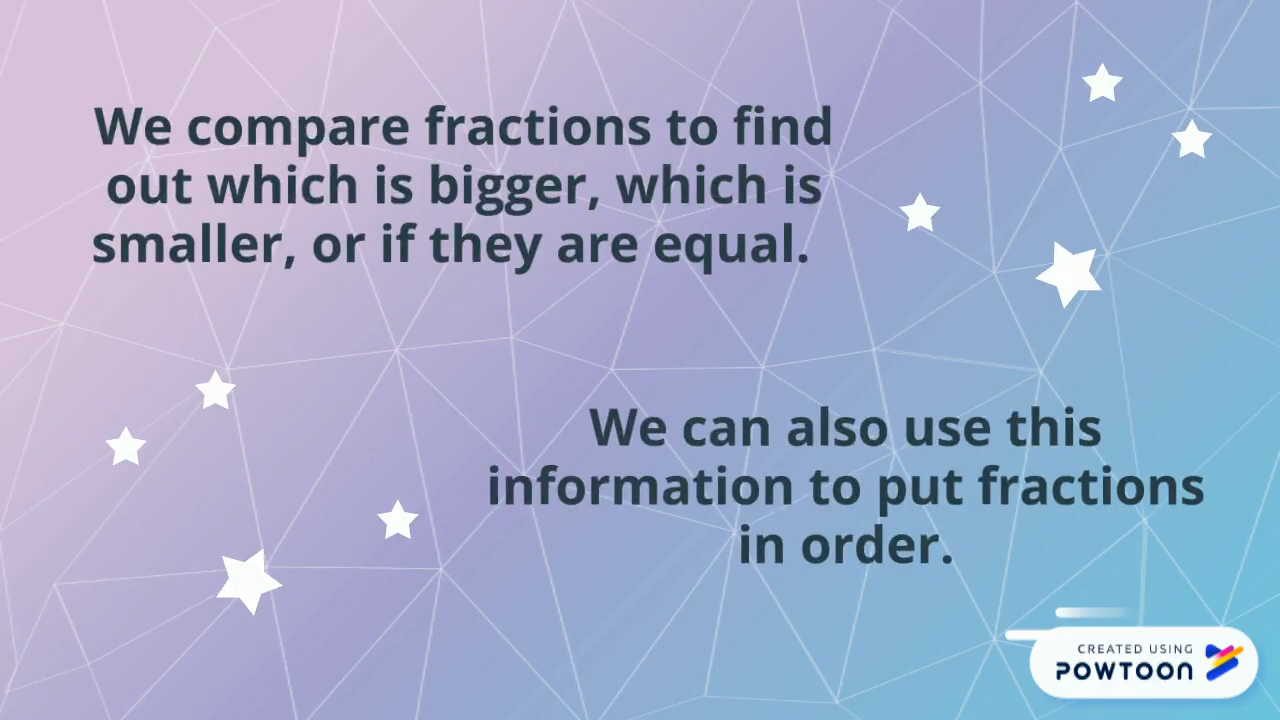 We compare fractions to find
out which is bigger, which is
smaller, or if they are equal.
We can also use this
information to put fractions
in order.
CREATED USING
POWTOON